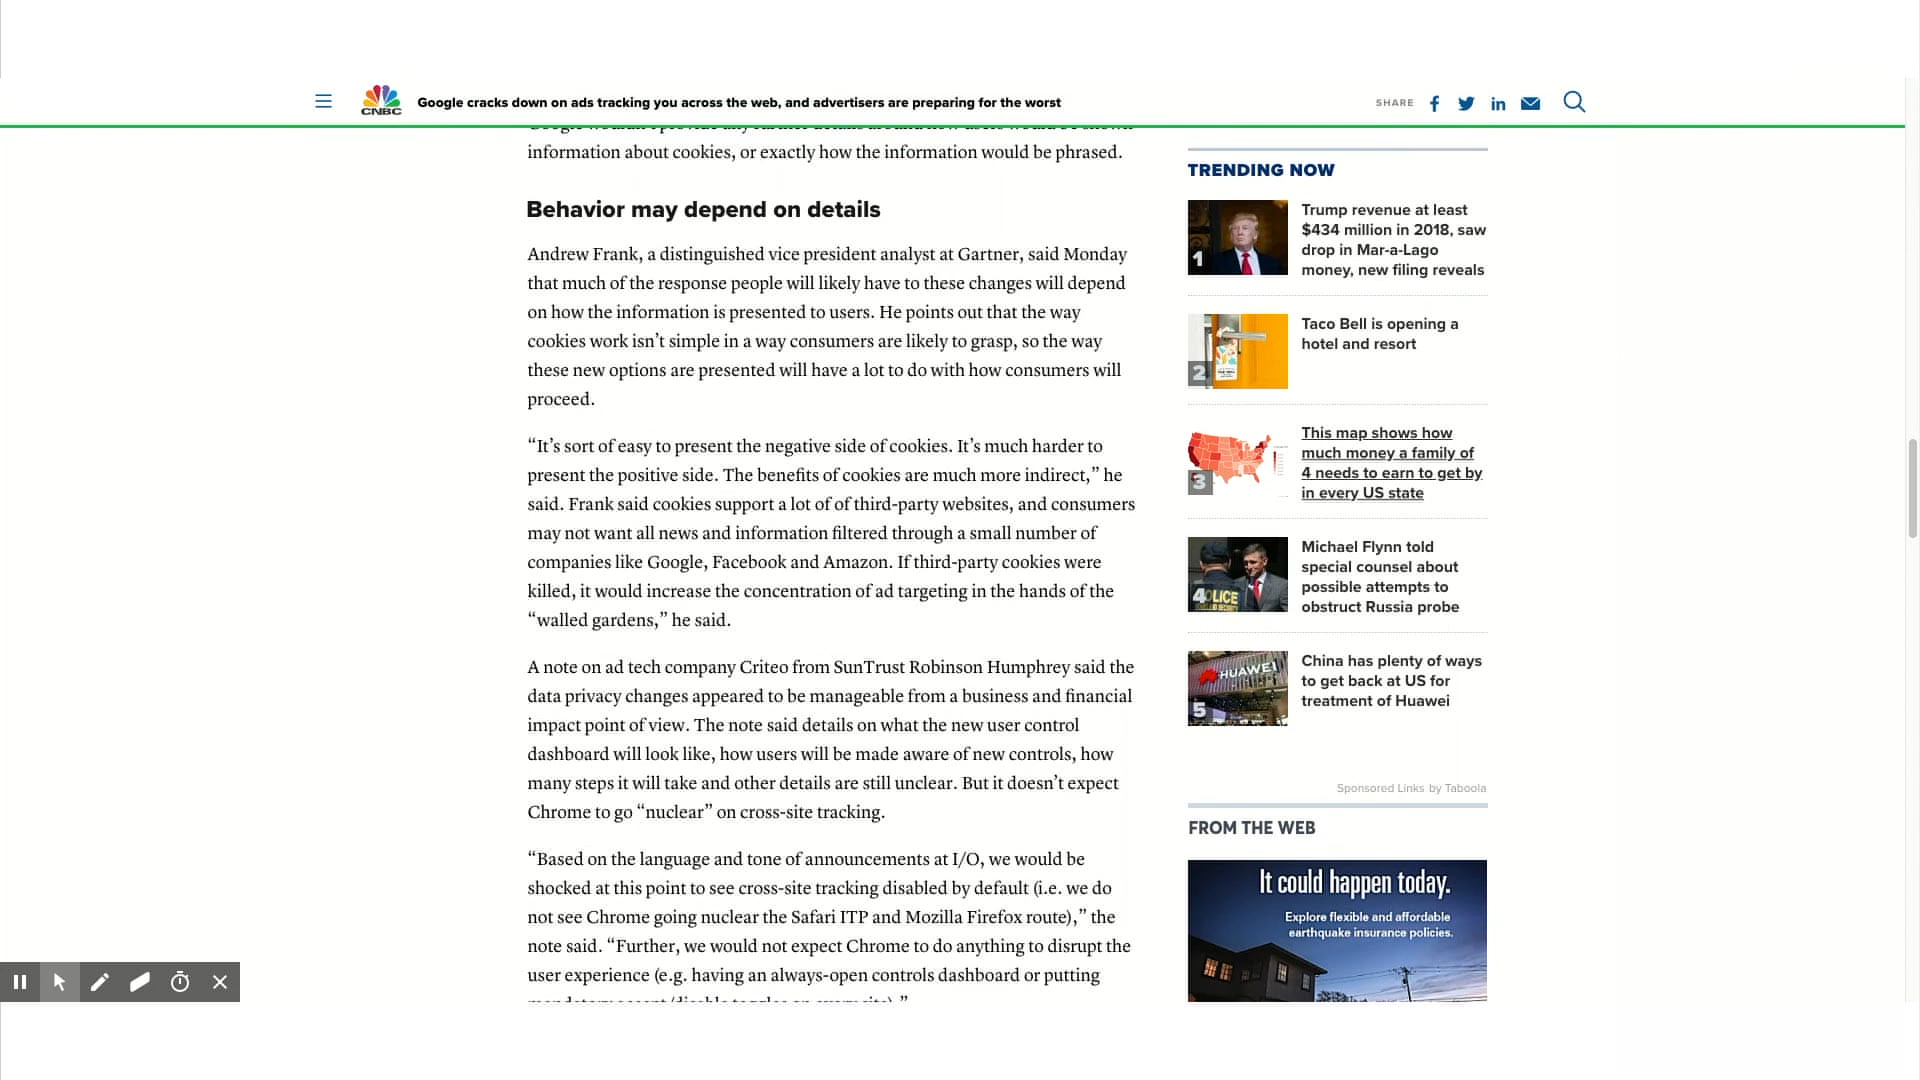 CNBC
Google cracks down on ads tracking you across the web, and advertisers are preparing for the worst
SHARE
information about cookies, or exactly how the information would be phrased.
Behavior may depend on details
Andrew Frank, a distinguished vice president analyst at Gartner, said Monday
that much of the response people will likely have to these changes will depend
on how the information is presented to users. He points out that the way
cookies work isn’t simple in a way consumers are likely to grasp, so the way
these new options are presented will have a lot to do with how consumers will
proceed.
“It’s sort of easy to present the negative side of cookies. It’s much harder to
present the positive side. The benefits of cookies are much more indirect,” he
said. Frank said cookies support a lot of of third-party websites, and consumers
may not want all news and information filtered through a small number of
companies like Google, Facebook and Amazon. If third-party cookies were
killed, it would increase the concentration of ad targeting in the hands of the
“walled gardens,” he said.
A note on ad tech company Criteo from SunTrust Robinson Humphrey said the
data privacy changes appeared to be manageable from a business and financial
impact point of view. The note said details on what the new user control
dashboard will look like, how users will be made aware of new controls, how
many steps it will take and other details are still unclear. But it doesn’t expect
Chrome to go “nuclear” on cross-site tracking.
“Based on the language and tone of announcements at I/O, we would be
shocked at this point to see cross-site tracking disabled by default (i.e. we do
not see Chrome going nuclear the Safari ITP and Mozilla Firefox route),” the
note said. “Further, we would not expect Chrome to do anything to disrupt the
user experience (e.g. having an always-open controls dashboard or putting
TRENDING NOW
1
Trump revenue at least
$434 million in 2018, saw
drop in Mar-a-Lago
money, new filing reveals
2
Taco Bell is opening a
hotel and resort
3
This map shows how
much money a family of
4 needs to earn to get by
in every US state
4
OLICE
Michael Flynn told
special counsel about
possible attempts to
obstruct Russia probe
5
HUAWEI
China has plenty of ways
to get back at US for
treatment of Huawei
Sponsored Links by Taboola
FROM THE WEB
It could happen today.
Explore flexible and affordable
earthquake insurance policies.